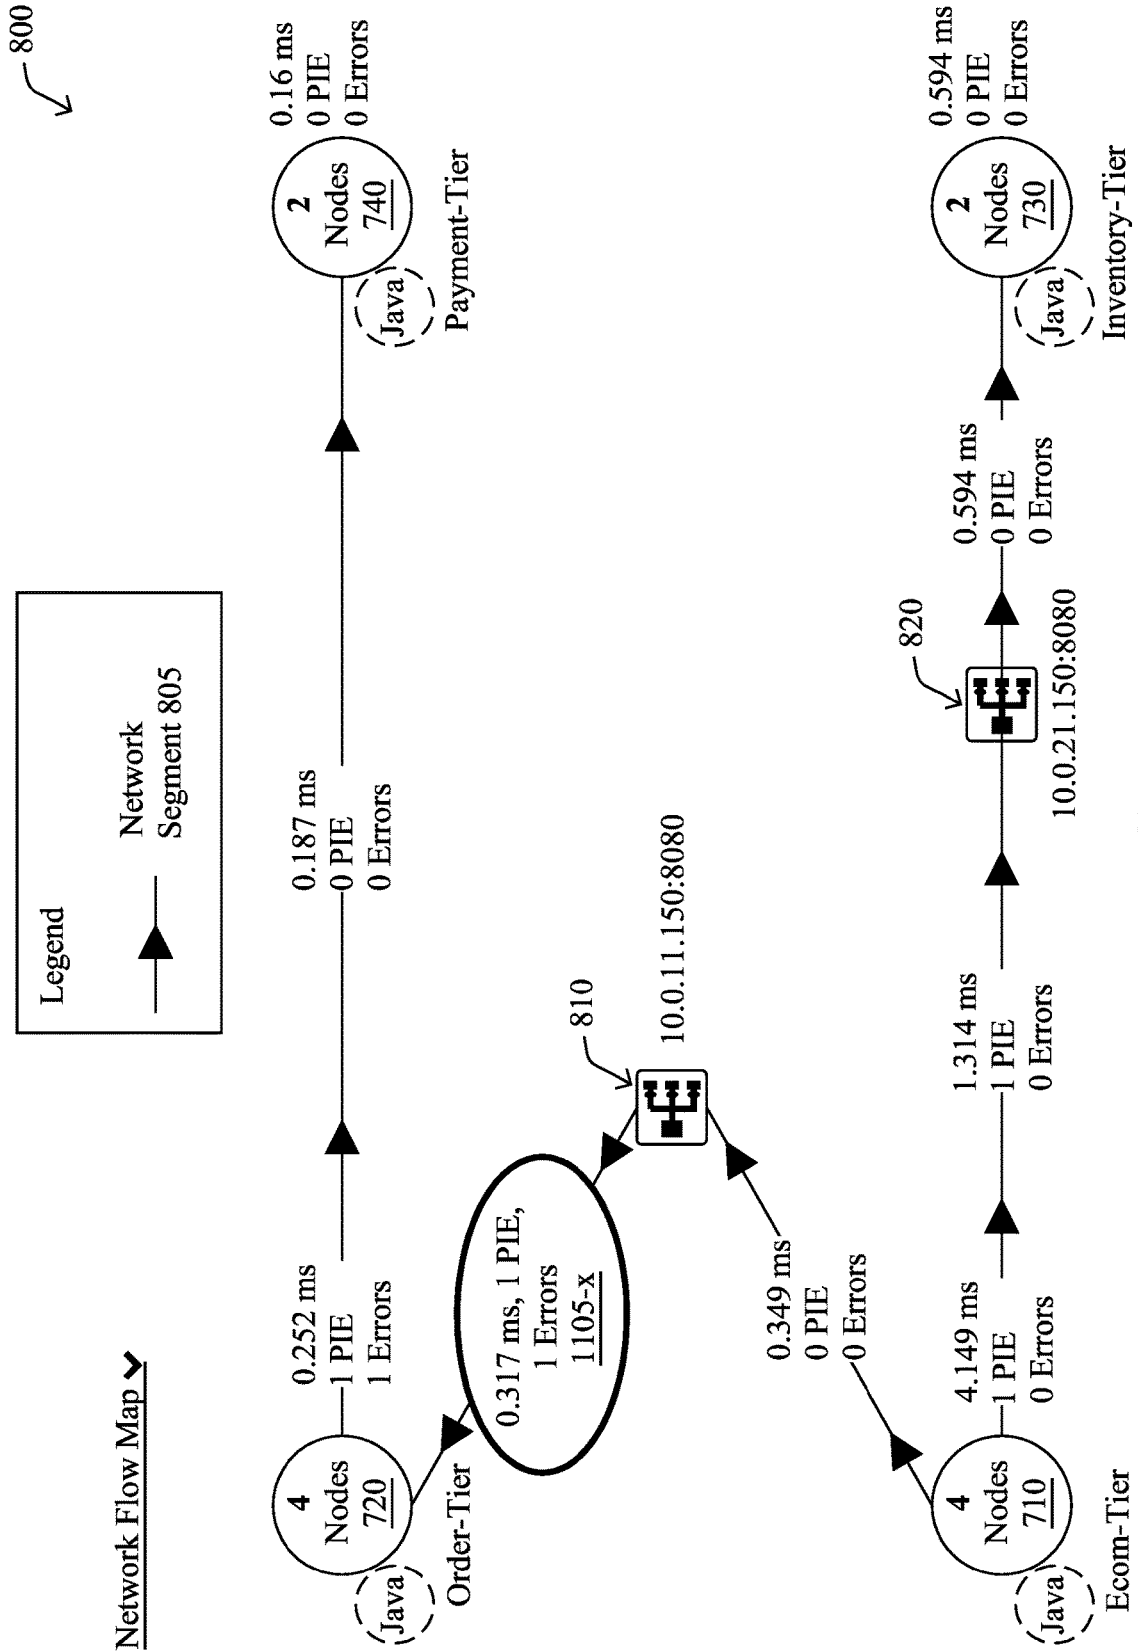 800
Network Flow Map
Legend
Network
Segment 805
4
Nodes
720
Java
Order-Tier
0.252 ms
1 PIE
1 Errors
0.187 ms
0 PIE
0 Errors
2
Nodes
740
Java
Payment-Tier
0.16 ms
0 PIE
0 Errors
0.317 ms, 1 PIE,
1 Errors
1105-x
810
10.0.11.150:8080
0.349 ms
0 PIE
0 Errors
4
Nodes
710
Java
Ecom-Tier
4.149 ms
1 PIE
0 Errors
1.314 ms
1 PIE
0 Errors
820
10.0.21.150:8080
0.594 ms
0 PIE
0 Errors
2
Nodes
730
Java
Inventory-Tier
0.594 ms
0 PIE
0 Errors